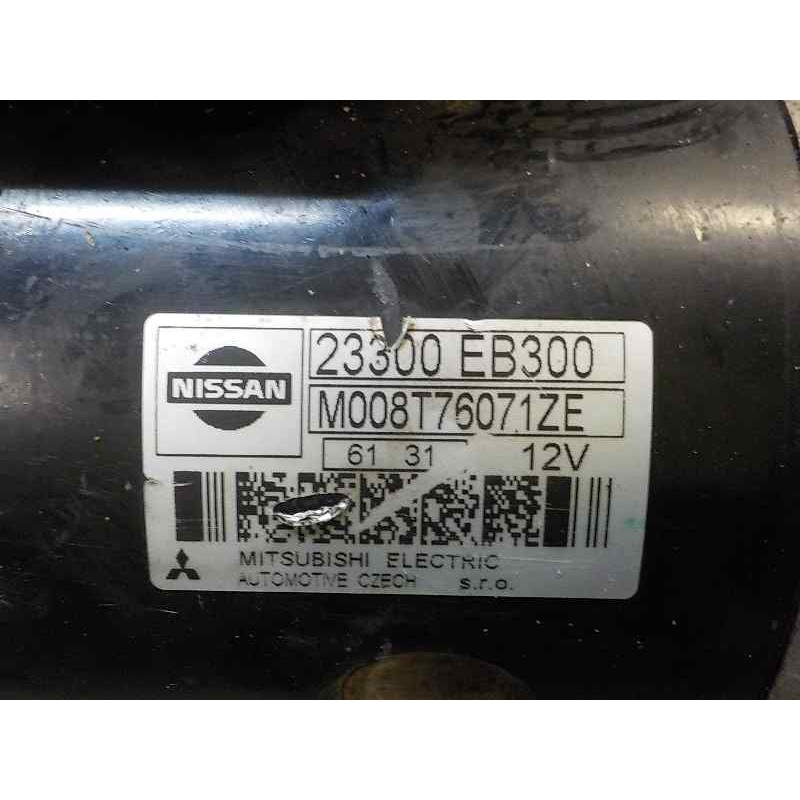 NISSAN
23300 EB300
M008T76071ZE
61 31
12V
MITSUBISHI ELECTRIC
AUTOMOTIVE CZECH s.r.o.